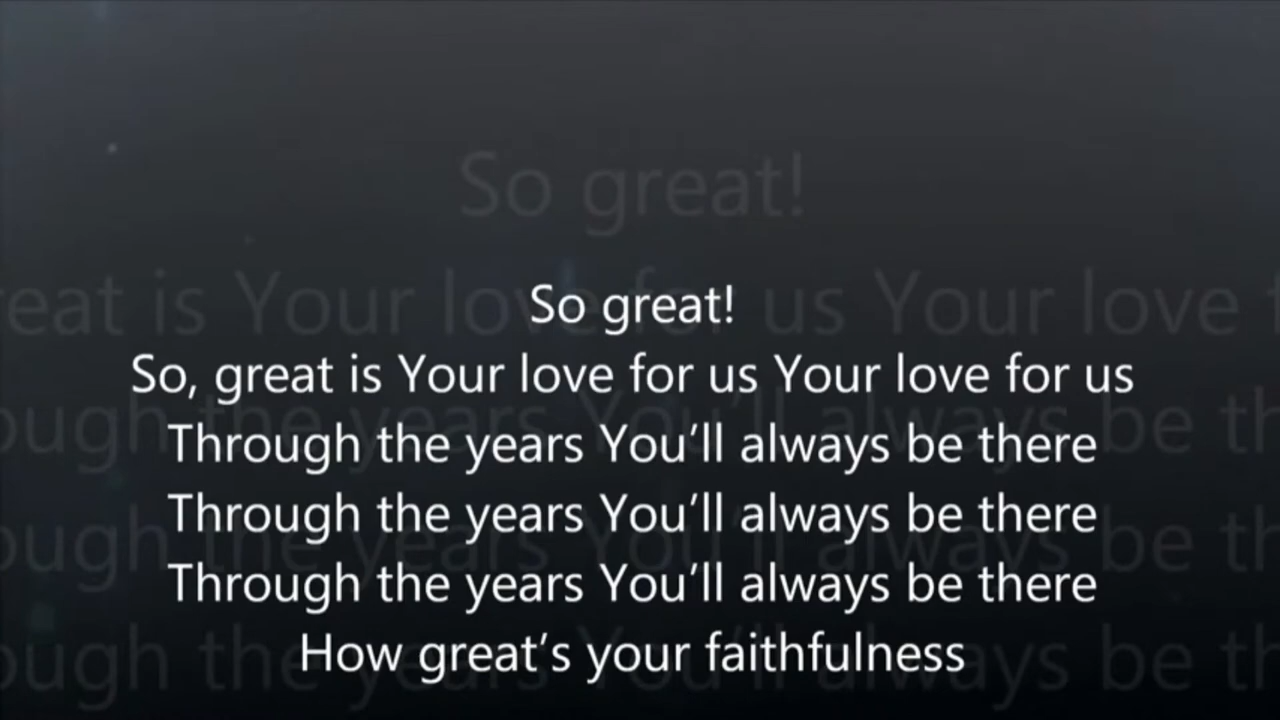 So great!
So, great is Your love for us Your love for us
Through the years You’ll always be there
Through the years You’ll always be there
Through the years You’ll always be there
How great’s your faithfulness